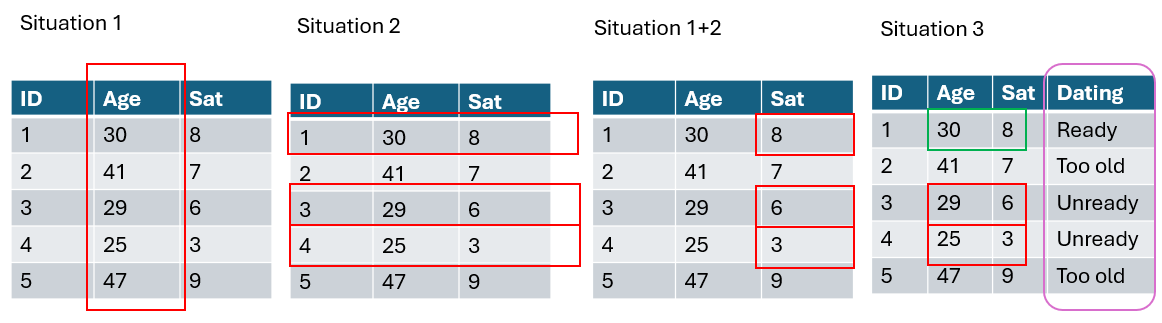 Situation 1
ID Age Sat
1 30 8
2 41 7
3 29 6
4 25 3
5 47 9
Situation 2
ID Age Sat
1 30 8
2 41 7
3 29 6
4 25 3
5 47 9
Situation 1+2
ID Age Sat
1 30 8
2 41 7
3 29 6
4 25 3
5 47 9
Situation 3
ID Age Sat Dating
1 30 8 Ready
2 41 7 Too old
3 29 6 Unready
4 25 3 Unready
5 47 9 Too old